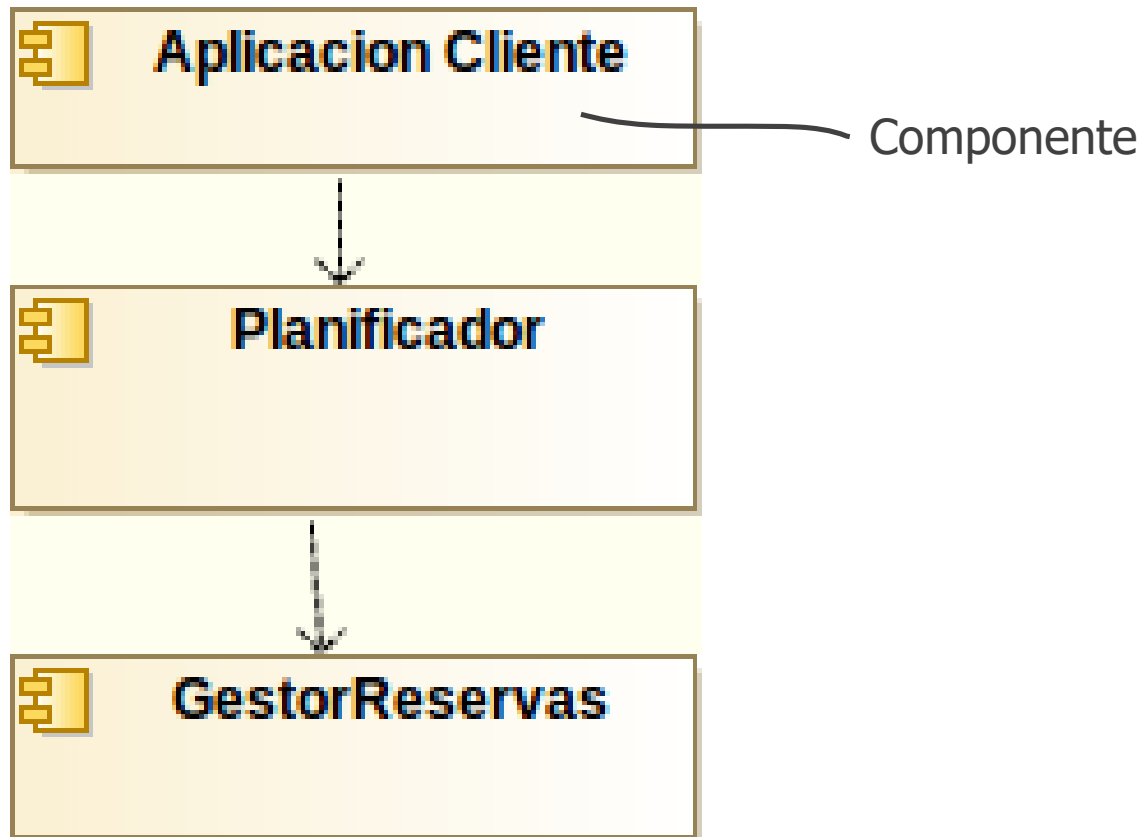 Aplicacion Cliente
Componente
Planificador
GestorReservas